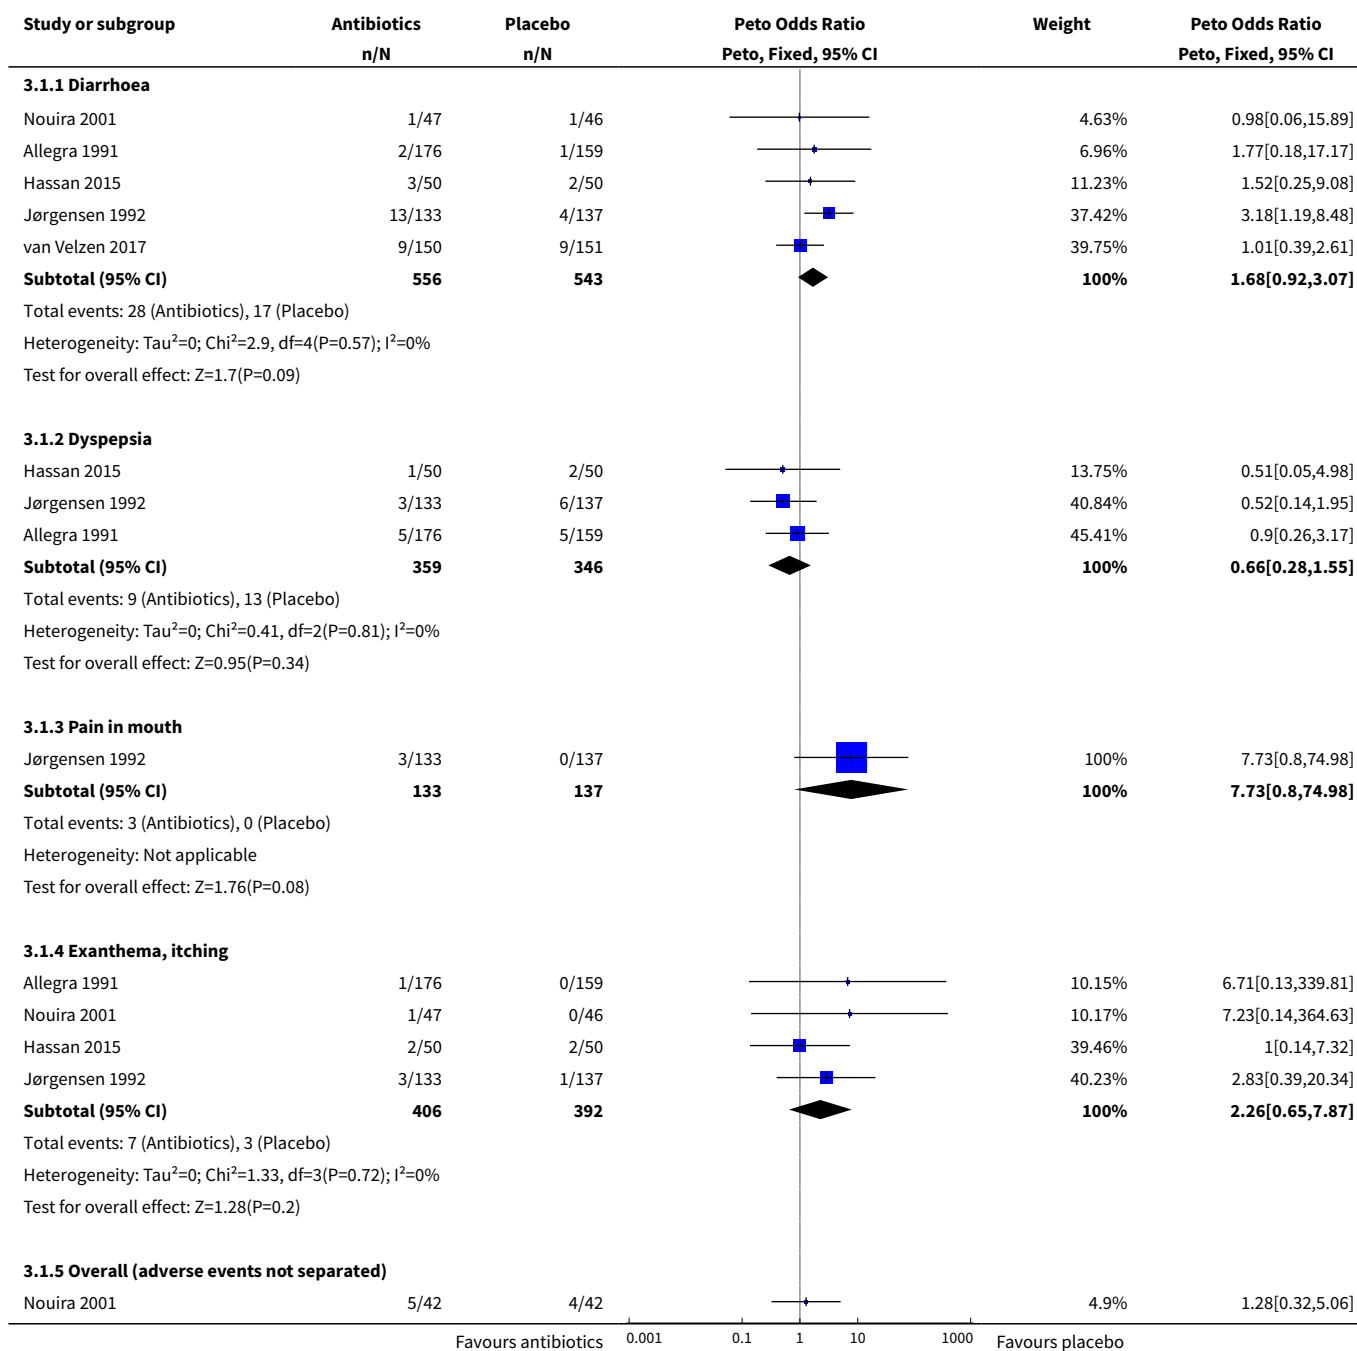 Study or subgroup Antibiotics Placebo Peto Odds Ratio Weight Peto Odds Ratio
n/N n/N Peto, Fixed, 95% CI Peto, Fixed, 95% CI
3.1.1 Diarrhoea
Nouira 2001 1/47 1/46 4.63% 0.98[0.06,15.89]
Allegra 1991 2/176 1/159 6.96% 1.77[0.18,17.17]
Hassan 2015 3/50 2/50 11.23% 1.52[0.25,9.08]
Jørgensen 1992 13/133 4/137 37.42% 3.18[1.19,8.48]
van Velzen 2017 9/150 9/151 39.75% 1.01[0.39,2.61]
Subtotal (95% CI) 556 543 100% 1.68[0.92,3.07]
Total events: 28 (Antibiotics), 17 (Placebo)
Heterogeneity: Tau²=0; Chi²=2.9, df=4(P=0.57); I²=0%
Test for overall effect: Z=1.7(P=0.09)
3.1.2 Dyspepsia
Hassan 2015 1/50 2/50 13.75% 0.51[0.05,4.98]
Jørgensen 1992 3/133 6/137 40.84% 0.52[0.14,1.95]
Allegra 1991 5/176 5/159 45.41% 0.9[0.26,3.17]
Subtotal (95% CI) 359 346 100% 0.66[0.28,1.55]
Total events: 9 (Antibiotics), 13 (Placebo)
Heterogeneity: Tau²=0; Chi²=0.41, df=2(P=0.81); I²=0%
Test for overall effect: Z=0.95(P=0.34)
3.1.3 Pain in mouth
Jørgensen 1992 3/133 0/137 100% 7.73[0.8,74.98]
Subtotal (95% CI) 133 137 100% 7.73[0.8,74.98]
Total events: 3 (Antibiotics), 0 (Placebo)
Heterogeneity: Not applicable
Test for overall effect: Z=1.76(P=0.08)
3.1.4 Exanthema, itching
Allegra 1991 1/176 0/159 10.15% 6.71[0.13,339.81]
Nouira 2001 1/47 0/46 10.17% 7.23[0.14,364.63]
Hassan 2015 2/50 2/50 39.46% 1[0.14,7.32]
Jørgensen 1992 3/133 1/137 40.23% 2.83[0.39,20.34]
Subtotal (95% CI) 406 392 100% 2.26[0.65,7.87]
Total events: 7 (Antibiotics), 3 (Placebo)
Heterogeneity: Tau²=0; Chi²=1.33, df=3(P=0.72); I²=0%
Test for overall effect: Z=1.28(P=0.2)
3.1.5 Overall (adverse events not separated)
Nouira 2001 5/42 4/42 4.9% 1.28[0.32,5.06]
Favours antibiotics 0.001 0.1 1 10 1000 Favours placebo